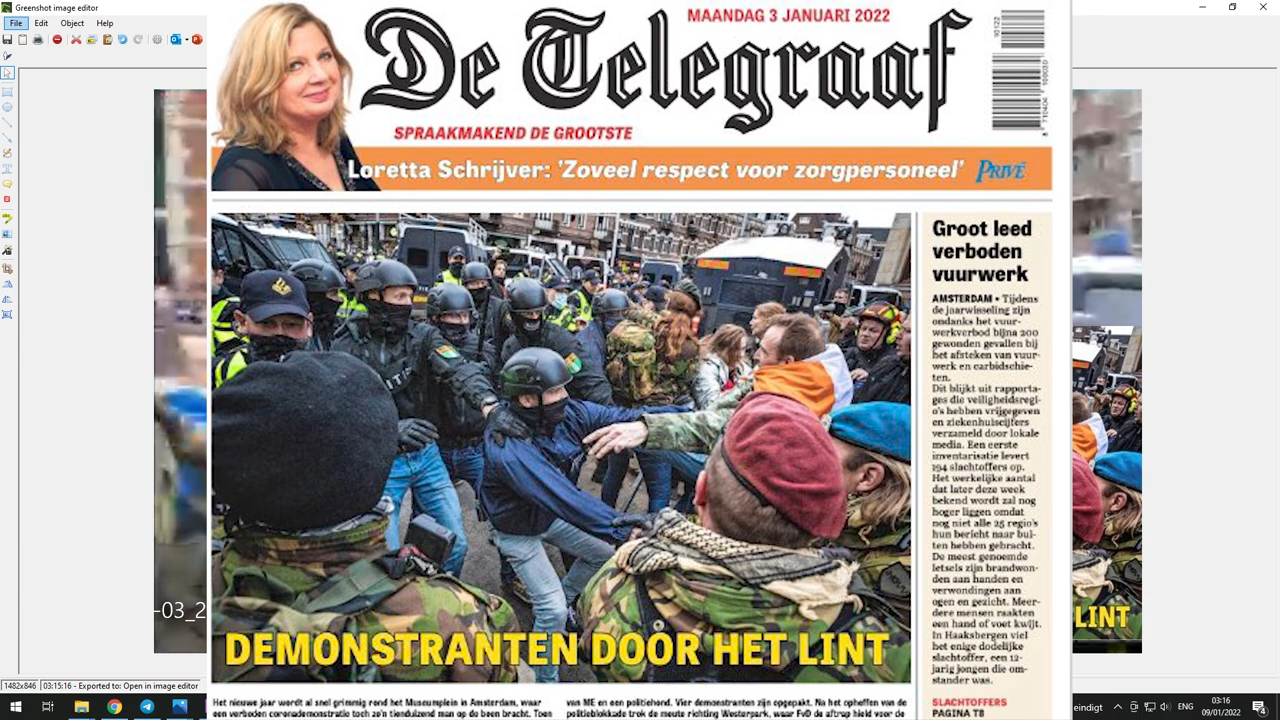 Greenshot image editor
File Edit Object Help
MAANDAG 3 JANUARI 2022
De Telegraaf
SPRAAKMAKEND DE GROOTSTE
Loretta Schrijver: 'Zoveel respect voor zorgpersoneel' PRIVÉ
POLITIE
DEMONSTRANTEN DOOR HET LINT
Het nieuwe jaar wordt al snel grimmig rond het Museumplein in Amsterdam, waar
een verboden coronademonstratie toch zo'n tienduizend man op de been bracht. Toen
van ME en een politiehond. Vier demonstranten zijn opgepakt. Na het opheffen van de
politieblokkade trok de meute richting Westerpark, waar FvD de aftrap hield voor de
Groot leed
verboden
vuurwerk
AMSTERDAM • Tijdens
de jaarwisseling zijn
ondanks het vuur-
werkverbod bijna 200
gewonden gevallen bij
het afsteken van vuur-
werk en carbidschie-
ten.
Dit blijkt uit rapporta-
ges die veiligheidsregi-
o's hebben vrijgegeven
en ziekenhuiscijfers
verzameld door lokale
media. Een eerste
inventarisatie levert
194 slachtoffers op.
Het werkelijke aantal
dat later deze week
bekend wordt zal nog
hoger liggen omdat
nog niet alle 25 regio's
hun bericht naar bui-
ten hebben gebracht.
De meest genoemde
letsels zijn brandwon-
den aan handen en
verwondingen aan
ogen en gezicht. Meer-
dere mensen raakten
een hand of voet kwijt.
In Haaksbergen viel
het enige dodelijke
slachtoffer, een 12-
jarig jongen die om-
stander was.
SLACHTOFFERS
PAGINA T8
-03_2
LINT
1482x846 03:15:16 - Exported to: Open in image editor
eindigt ENG 03:16
09/01/2022